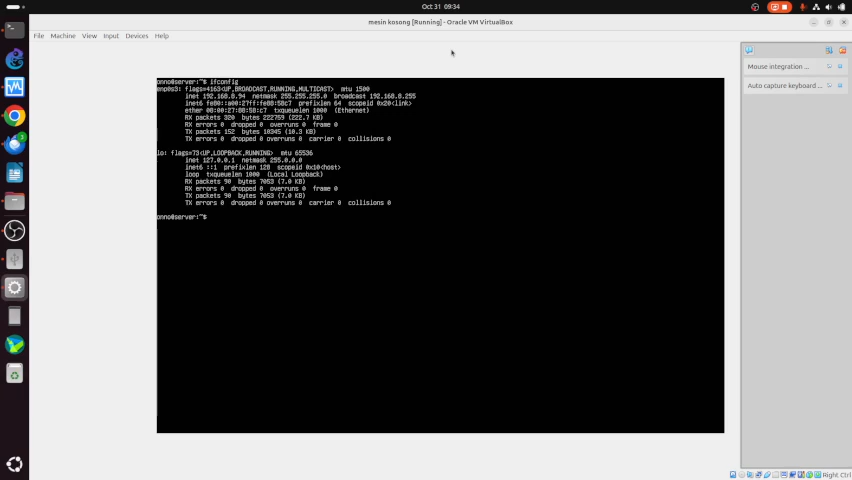 Oct 31 09:34
mesin kosong [Running] - Oracle VM VirtualBox
File Machine View Input Devices Help
Mouse integration ...
Auto capture keyboard ...
onno@server:~$ ifconfig
enp0s3: flags=4163<UP,BROADCAST,RUNNING,MULTICAST> mtu 1500
inet 192.168.0.94 netmask 255.255.255.0 broadcast 192.168.0.255
inet6 fe80::a00:27ff:fe88:58c7 prefixlen 64 scopeid 0x20<link>
ether 08:00:27:88:58:c7 txqueuelen 1000 (Ethernet)
RX packets 320 bytes 222759 (222.7 KB)
RX errors 0 dropped 0 overruns 0 frame 0
TX packets 152 bytes 10345 (10.3 KB)
TX errors 0 dropped 0 overruns 0 carrier 0 collisions 0
lo: flags=73<UP,LOOPBACK,RUNNING> mtu 65536
inet 127.0.0.1 netmask 255.0.0.0
inet6 ::1 prefixlen 128 scopeid 0x10<host>
loop txqueuelen 1000 (Local Loopback)
RX packets 90 bytes 7053 (7.0 KB)
RX errors 0 dropped 0 overruns 0 frame 0
TX packets 90 bytes 7053 (7.0 KB)
TX errors 0 dropped 0 overruns 0 carrier 0 collisions 0
onno@server:~$
Right Ctrl